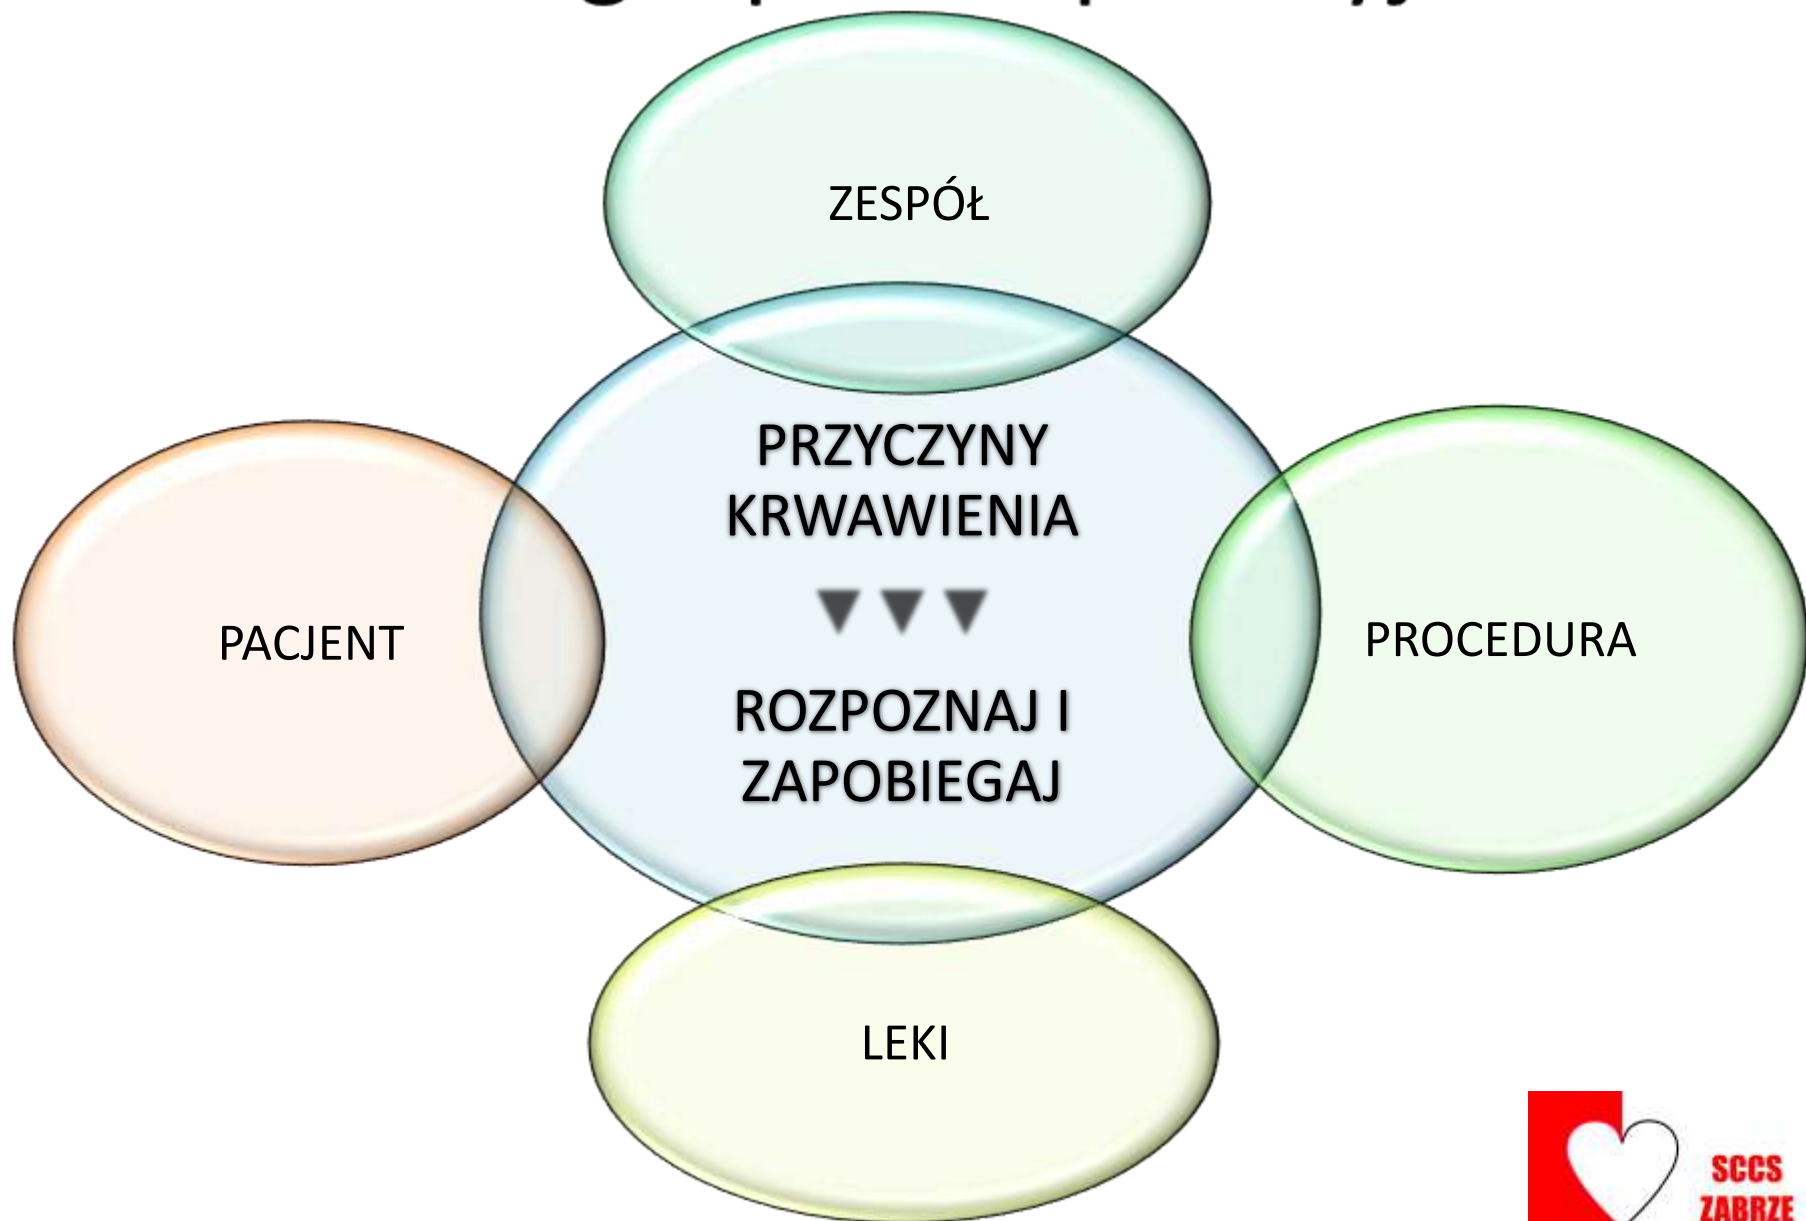 ZESPÓŁ
PRZYCZYNY
KRWAWIENIA
PACJENT
PROCEDURA
ROZPOZNAJ I
ZAPOBIEGAJ
LEKI
SCCS
ZABRZE